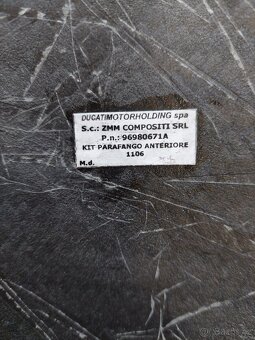 DUCATIMOTORHOLDING spa
S.c.: ZMM COMPOSITI SRL
P.n.: 96980671A
KIT PARAFANGO ANTERIORE
1106
M.d.